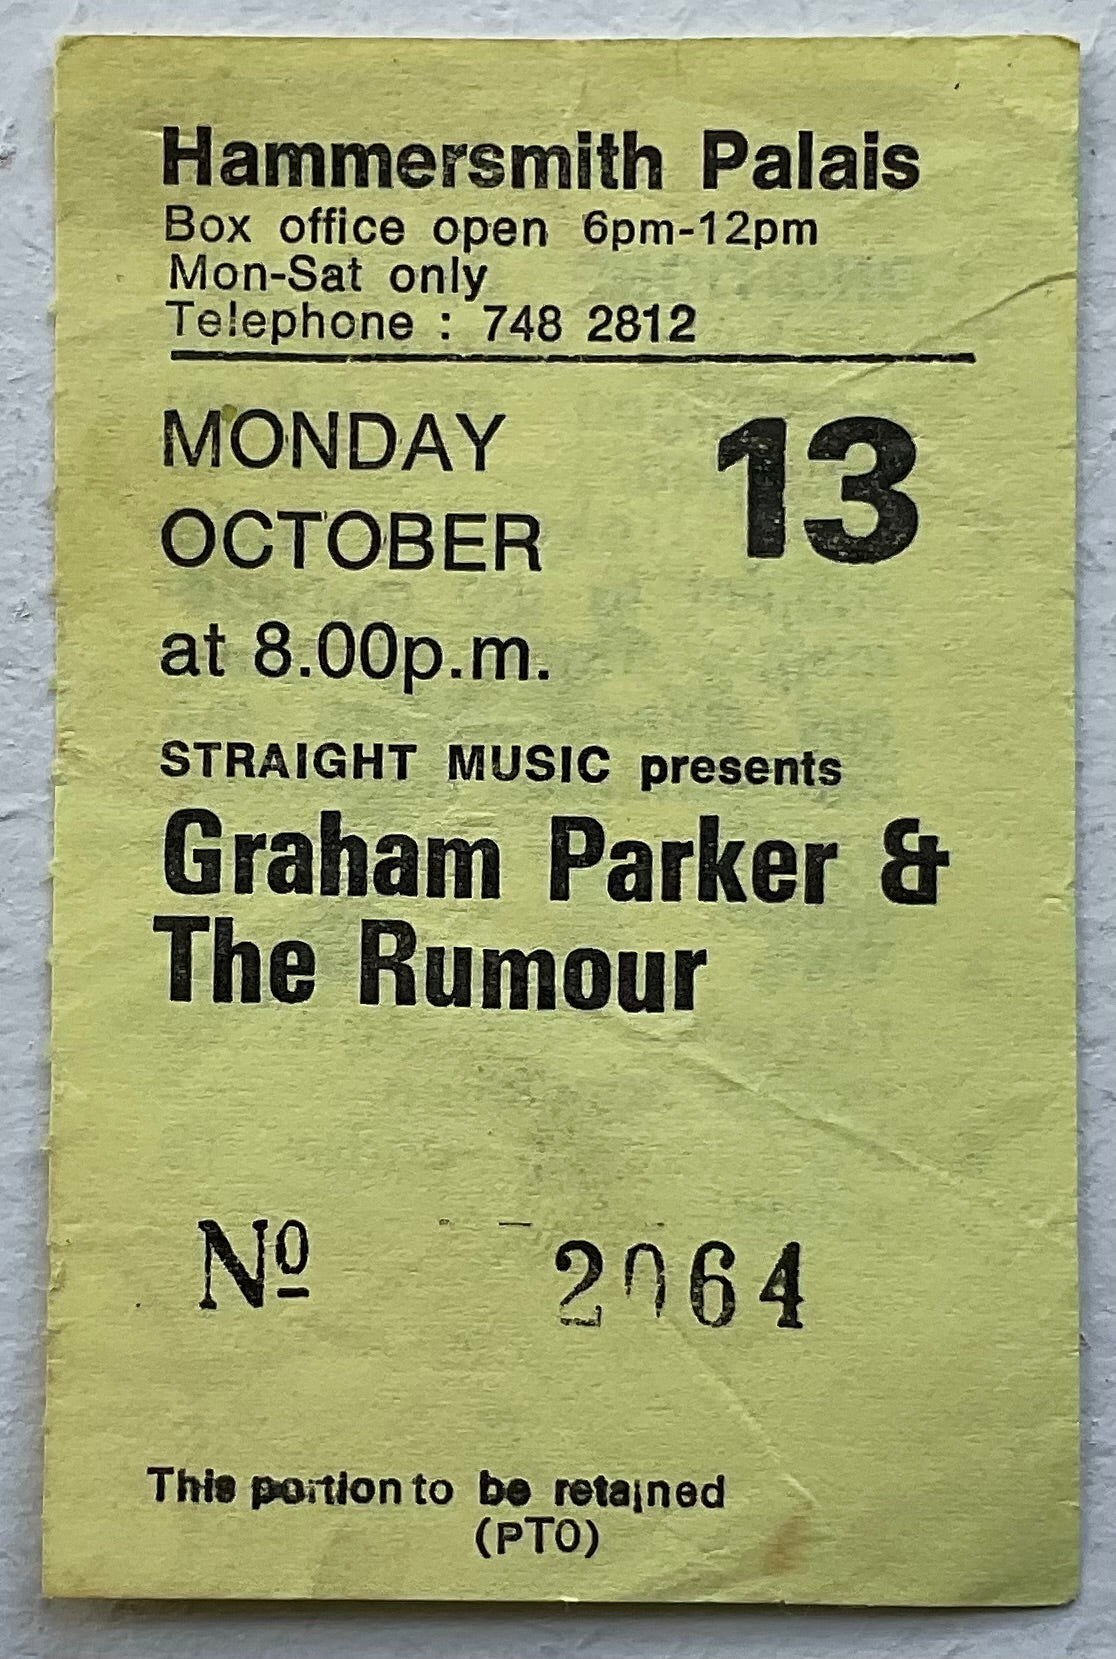 Hammersmith Palais
Box office open 6pm-12pm
Mon-Sat only
Telephone : 748 2812
MONDAY 13
OCTOBER
at 8.00p.m.
STRAIGHT MUSIC presents
Graham Parker &
The Rumour
Nº 2064
This portion to be retained
(PTO)